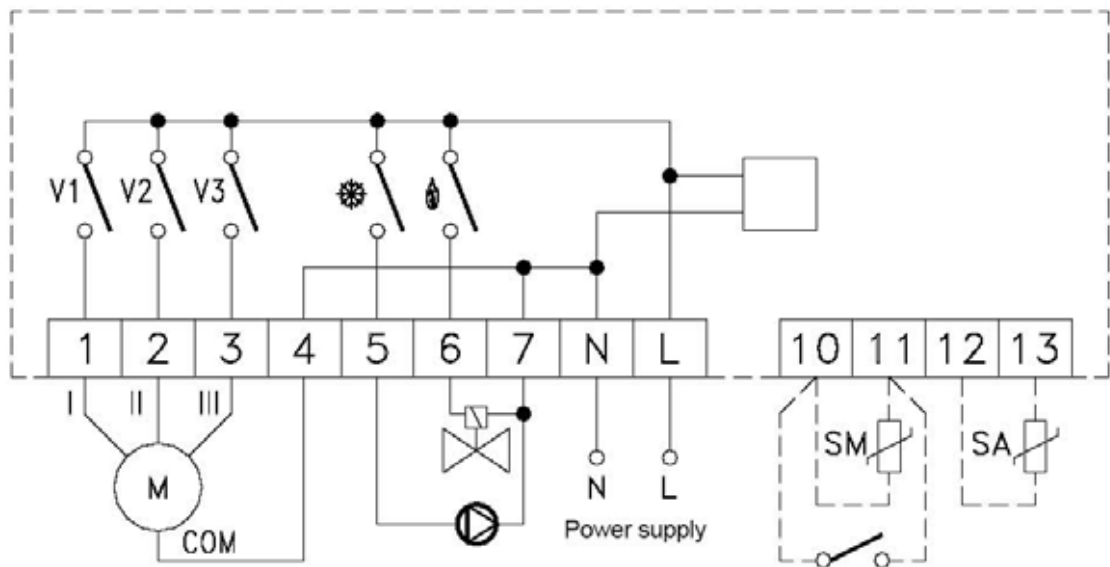 V1 V2 V3
1 2 3 4 5 6 7 N L 10 11 12 13
I II III
SM SA
M
N L
COM
Power supply